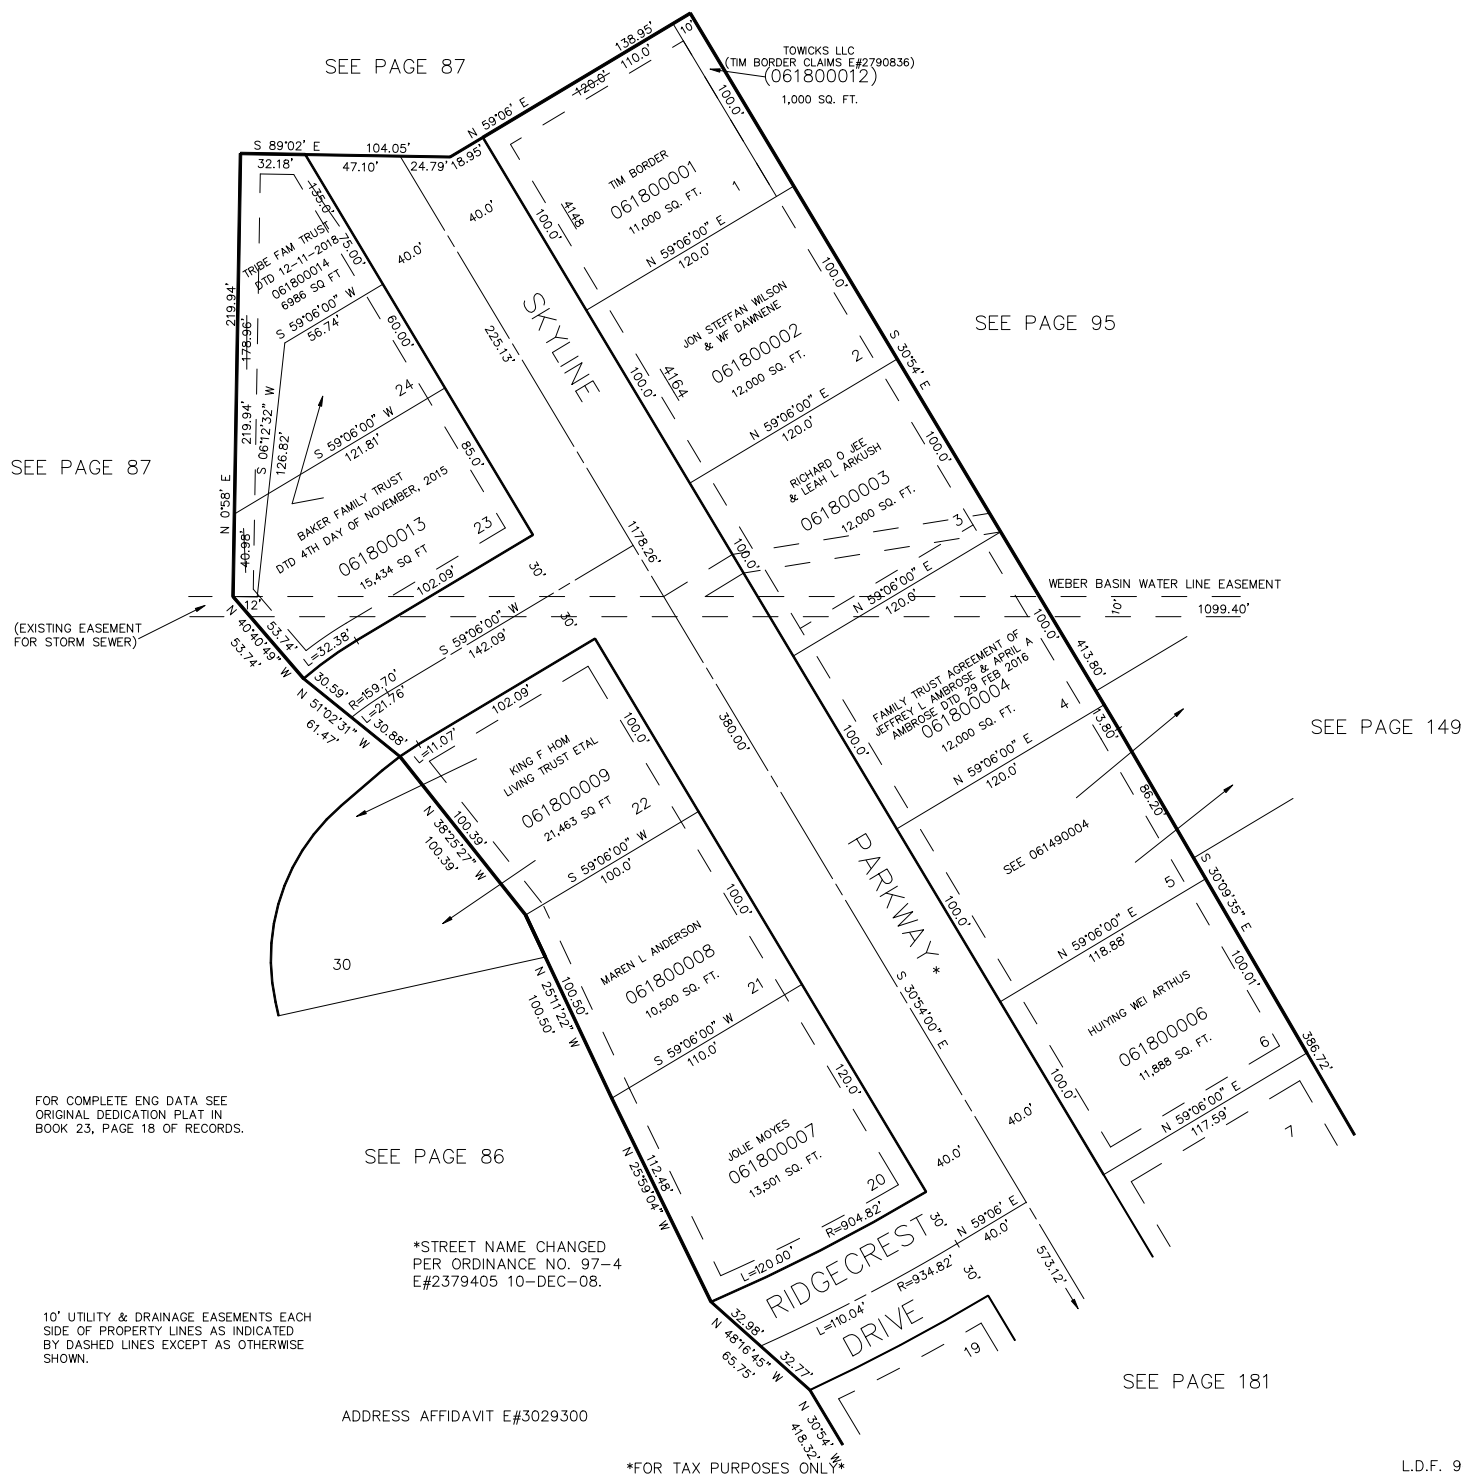 SEE PAGE 87
138.95'
10'
120.0'
110.0'
TOWICKS LLC
(TIM BORDER CLAIMS E#2790836)
(061800012)
1,000 SQ. FT.
100.0'
N 59°06' E
S 89°02' E
104.05'
32.18'
47.10'
24.79'
18.95'
TIM BORDER
061800001
11,000 SQ. FT.
1
4148
100.0'
N 59°06'00" E
120.0'
40.0'
40.0'
135.0'
75.00'
TRIBE FAM TRUST
DTD 12-11-2018
061800014
6986 SQ FT
S 59°06'00" W
56.74'
219.94'
178.96'
60.00'
SKYLINE
225.13'
100.0'
JON STEFFAN WILSON
& WF DAWNENE
061800002
12,000 SQ. FT.
2
4164
100.0'
SEE PAGE 95
S 30°54' E
N 59°06'00" E
120.0'
24
S 59°06'00" W
121.81'
219.94'
S 06°12'32" W
126.82'
85.0'
SEE PAGE 87
N 0°58' E
40.98'
BAKER FAMILY TRUST
DTD 4TH DAY OF NOVEMBER, 2015
061800013
15,434 SQ FT
23
102.09'
100.0'
RICHARD O JEE
& LEAH L ARKUSH
061800003
12,000 SQ. FT.
3
100.0'
1178.26'
N 59°06'00" E
120.0'
WEBER BASIN WATER LINE EASEMENT
10'
1099.40'
(EXISTING EASEMENT
FOR STORM SEWER)
12'
N 40°40'49" W
53.74'
53.74'
L=32.38'
30'
30'
S 59°06'00" W
142.09'
30.59'
R=159.70'
L=21.76'
30.88'
N 51°02'31" W
61.47'
100.0'
413.80'
FAMILY TRUST AGREEMENT OF
JEFFREY L AMBROSE & APRIL A
AMBROSE DTD 29 FEB 2016
061800004
12,000 SQ. FT.
4
100.0'
13.80'
N 59°06'00" E
120.0'
SEE PAGE 149
380.00'
102.09'
L=11.07'
100.0'
KING F HOM
LIVING TRUST ETAL
061800009
21,463 SQ FT
22
N 38°25'27" W
100.39'
100.39'
S 59°06'00" W
100.0'
86.20'
SEE 061490004
5
PARKWAY *
100.0'
N 59°06'00" E
118.88'
S 30°09'35" E
100.01'
30
100.0'
MAREN L ANDERSON
061800008
10,500 SQ. FT.
21
N 25°11'22" W
100.50'
100.50'
S 59°06'00" W
110.0'
S 30°54'00" E
HUIYING WEI ARTHUS
061800006
11,888 SQ. FT.
6
386.72'
100.0'
N 59°06'00" E
117.59'
7
FOR COMPLETE ENG DATA SEE
ORIGINAL DEDICATION PLAT IN
BOOK 23, PAGE 18 OF RECORDS.
SEE PAGE 86
120.0'
JOLIE MOYES
061800007
13,501 SQ. FT.
20
112.48'
N 25°59'04" W
40.0'
40.0'
R=904.82'
L=120.00'
30'
N 59°06' E
40.0'
*STREET NAME CHANGED
PER ORDINANCE NO. 97-4
E#2379405 10-DEC-08.
RIDGECREST
DRIVE
R=934.82'
30'
L=110.04'
573.12'
32.98'
N 48°16'45" W
65.75'
32.77'
19
10' UTILITY & DRAINAGE EASEMENTS EACH
SIDE OF PROPERTY LINES AS INDICATED
BY DASHED LINES EXCEPT AS OTHERWISE
SHOWN.
SEE PAGE 181
ADDRESS AFFIDAVIT E#3029300
N 30°54' W
418.32'
*FOR TAX PURPOSES ONLY*
L.D.F. 9